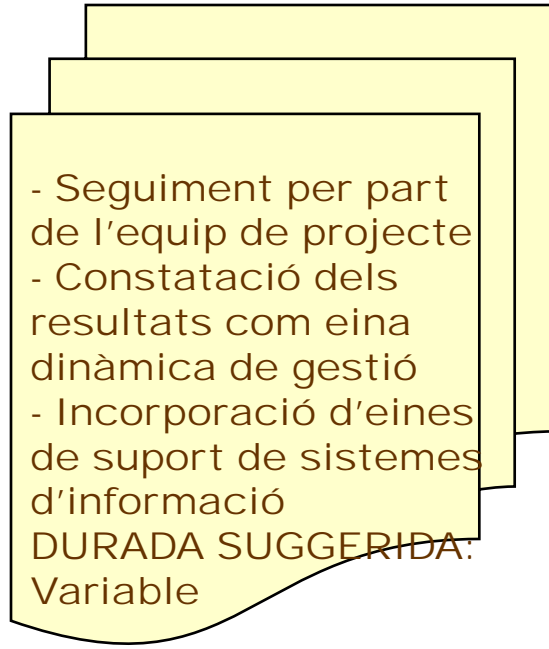 - Seguiment per part
de l'equip de projecte
- Constatació dels
resultats com eina
dinàmica de gestió
- Incorporació d'eines
de suport de sistemes
d'informació
DURADA SUGGERIDA:
Variable